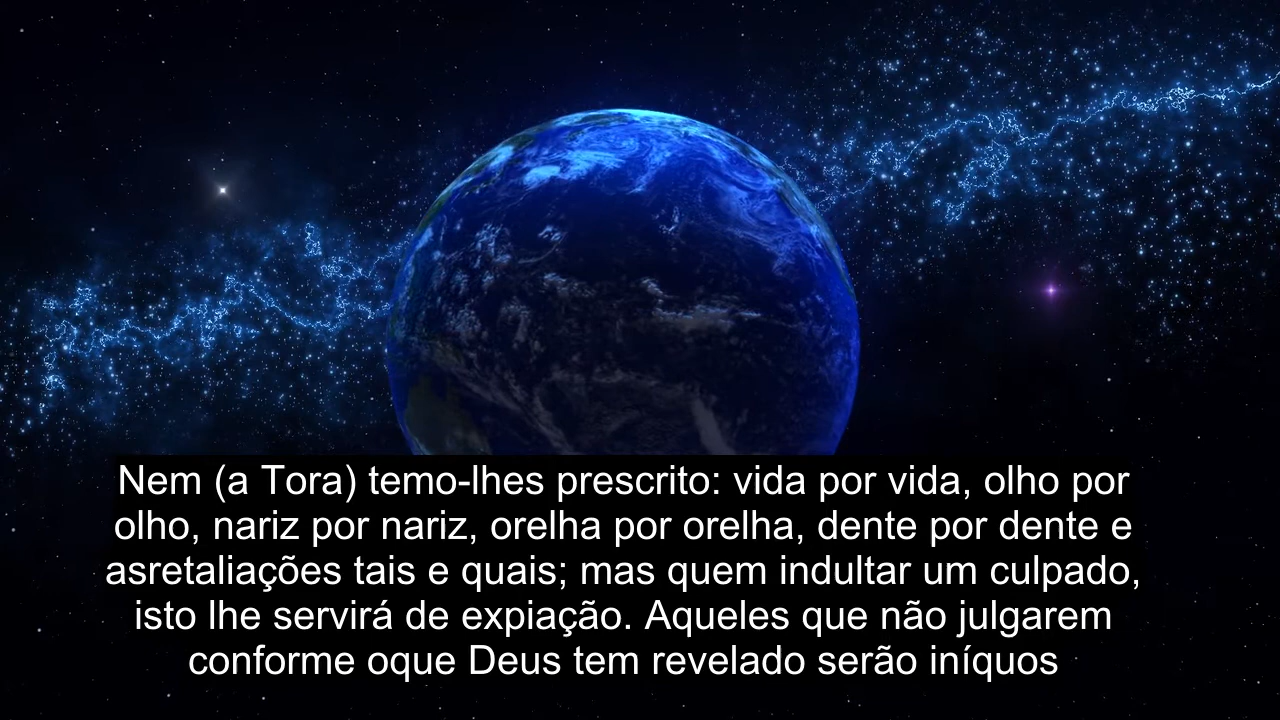 Nem (a Tora) temo-lhes prescrito: vida por vida, olho por
olho, nariz por nariz, orelha por orelha, dente por dente e
asretaliações tais e quais; mas quem indultar um culpado,
isto lhe servirá de expiação. Aqueles que não julgarem
conforme oque Deus tem revelado serão iníquos